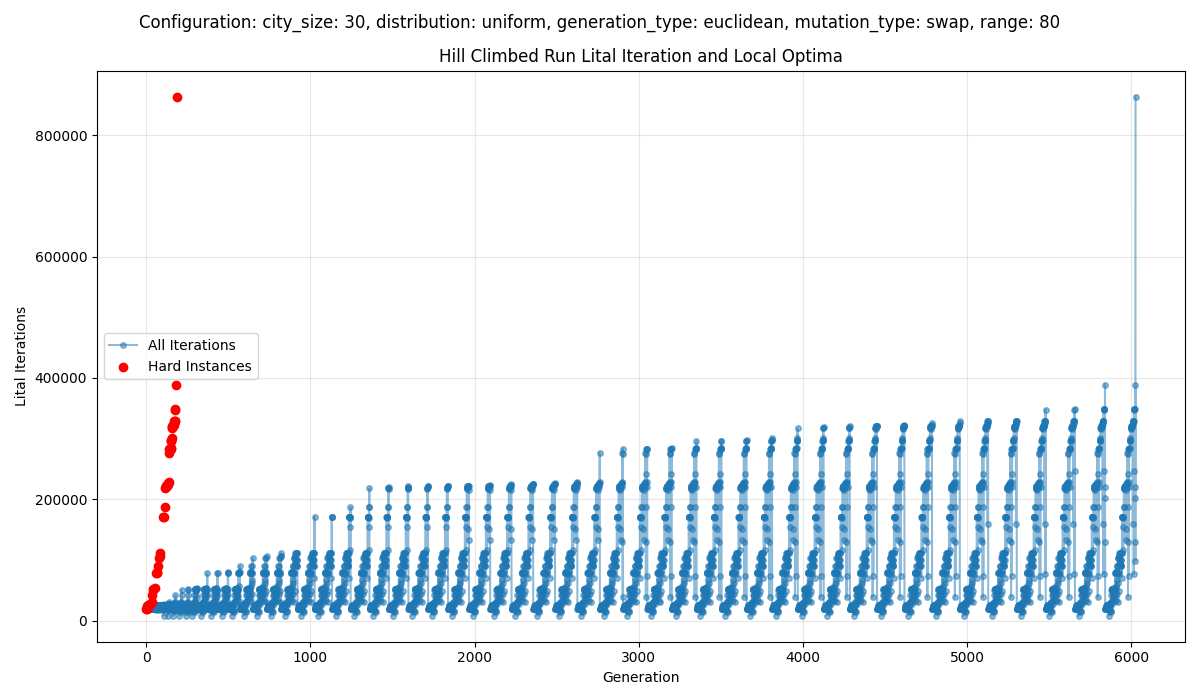 Configuration: city_size: 30, distribution: uniform, generation_type: euclidean, mutation_type: swap, range: 80
Hill Climbed Run Lital Iteration and Local Optima
800000
600000
400000
200000
0
Lital Iterations
All Iterations
Hard Instances
0 1000 2000 3000 4000 5000 6000
Generation